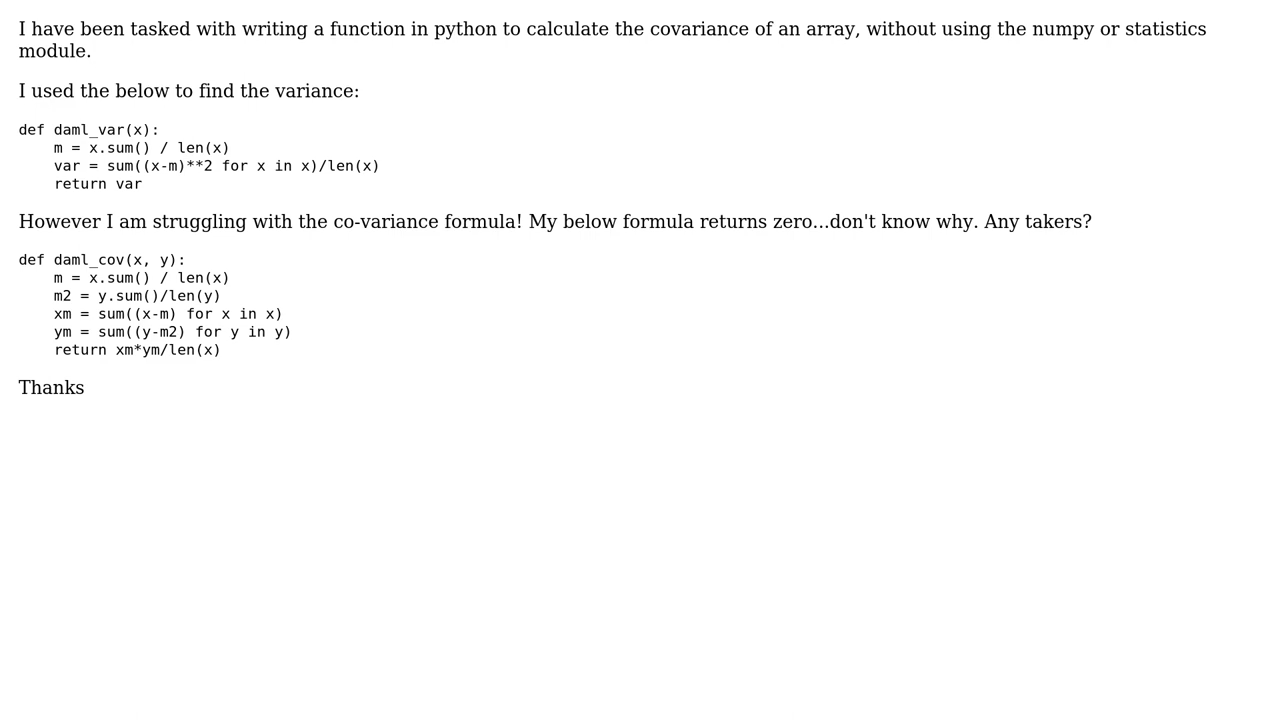 I have been tasked with writing a function in python to calculate the covariance of an array, without using the numpy or statistics
module.
I used the below to find the variance:
def daml_var(x):
    m = x.sum() / len(x)
    var = sum((x-m)**2 for x in x)/len(x)
    return var
However I am struggling with the co-variance formula! My below formula returns zero...don't know why. Any takers?
def daml_cov(x, y):
    m = x.sum() / len(x)
    m2 = y.sum()/len(y)
    xm = sum((x-m) for x in x)
    ym = sum((y-m2) for y in y)
    return xm*ym/len(x)
Thanks